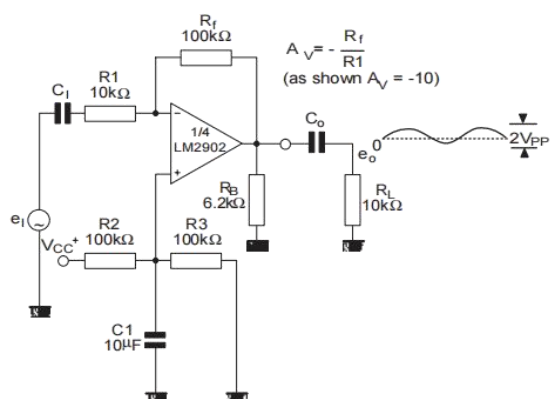 Rf
100kΩ
AV = - Rf
R1
(as shown AV = -10)
CI
R1
10kΩ
1/4
LM2902
-
+
Co
eo
0
2VPP
RB
6.2kΩ
RL
10kΩ
eI
~
VCC+
R2
100kΩ
R3
100kΩ
C1
10µF